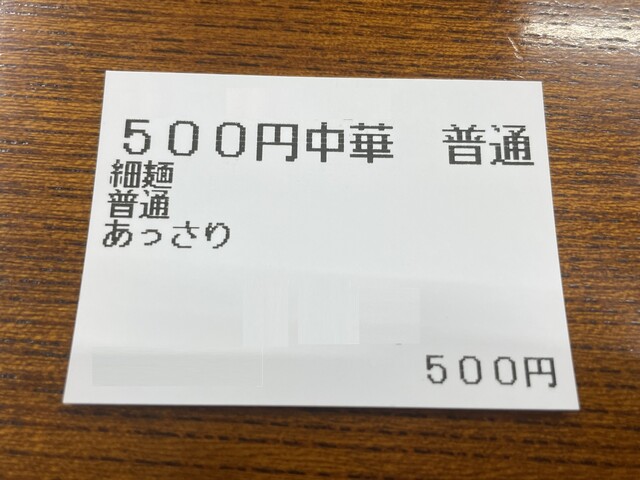 ５００円中華　普通
細麺
普通
あっさり
５００円